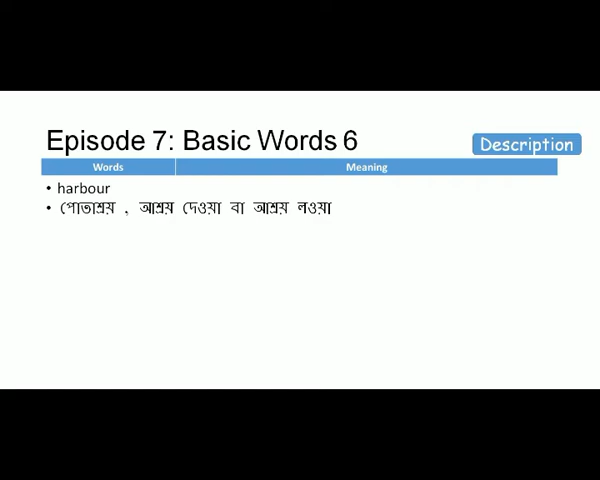 Episode 7: Basic Words 6
Description
Words Meaning
• harbour
• পোতাশ্রয় , আশ্রয় দেওয়া বা আশ্রয় লওয়া